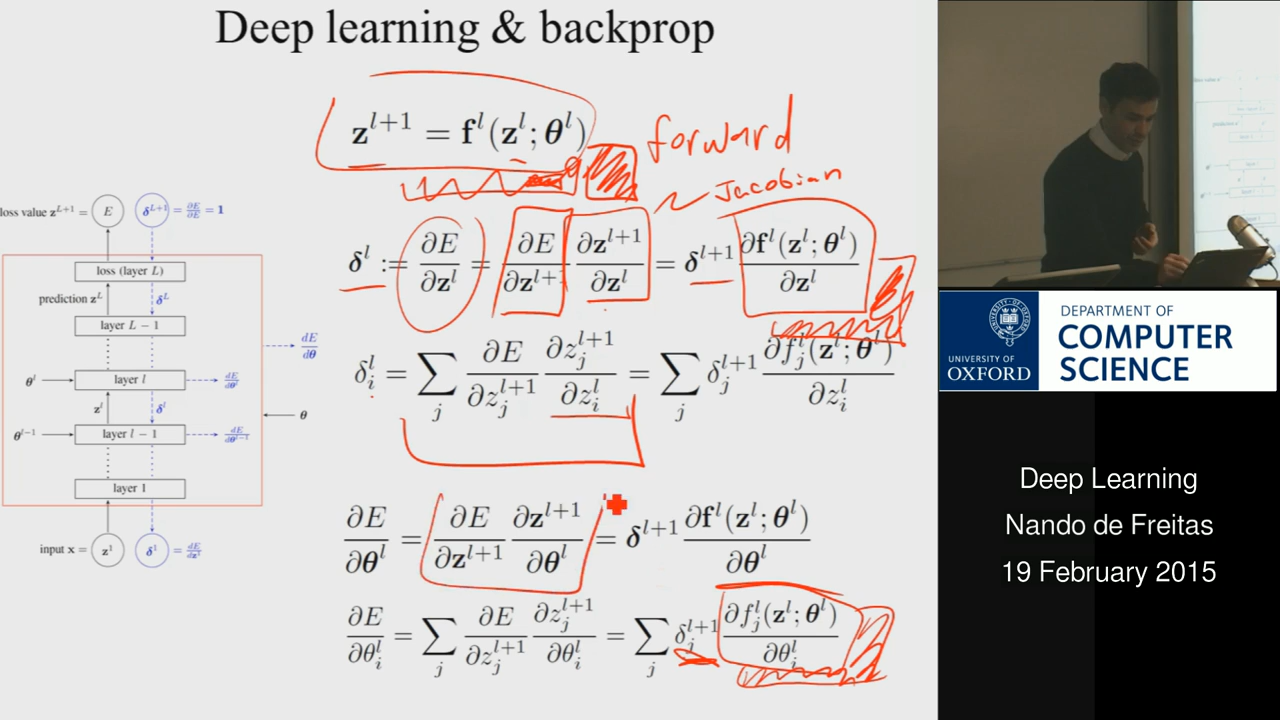 Deep learning & backprop
z^{l+1} = f^l(z^l; θ^l)
forward
Jacobian
δ^l := ∂E/∂z^l = ∂E/∂z^{l+1} ∂z^{l+1}/∂z^l = δ^{l+1} ∂f^l(z^l; θ^l)/∂z^l
δ_i^l = ∑_j ∂E/∂z_j^{l+1} ∂z_j^{l+1}/∂z_i^l = ∑_j δ_j^{l+1} ∂f_j^l(z^l; θ^l)/∂z_i^l
∂E/∂θ^l = ∂E/∂z^{l+1} ∂z^{l+1}/∂θ^l = δ^{l+1} ∂f^l(z^l; θ^l)/∂θ^l
∂E/∂θ_i^l = ∑_j ∂E/∂z_j^{l+1} ∂z_j^{l+1}/∂θ_i^l = ∑_j δ_j^{l+1} ∂f_j^l(z^l; θ^l)/∂θ_i^l
loss value z^{L+1} = E δ^{L+1} = ∂E/∂E = 1
loss (layer L)
prediction z^L δ^L
layer L − 1
dE/dθ
θ^l layer l dE/dθ^l
z^l δ^l
θ
θ^{l−1} layer l − 1 dE/dθ^{l−1}
layer 1
input x = z^1 δ^1 = dE/dz^1
UNIVERSITY OF
OXFORD
DEPARTMENT OF
COMPUTER
SCIENCE
Deep Learning
Nando de Freitas
19 February 2015